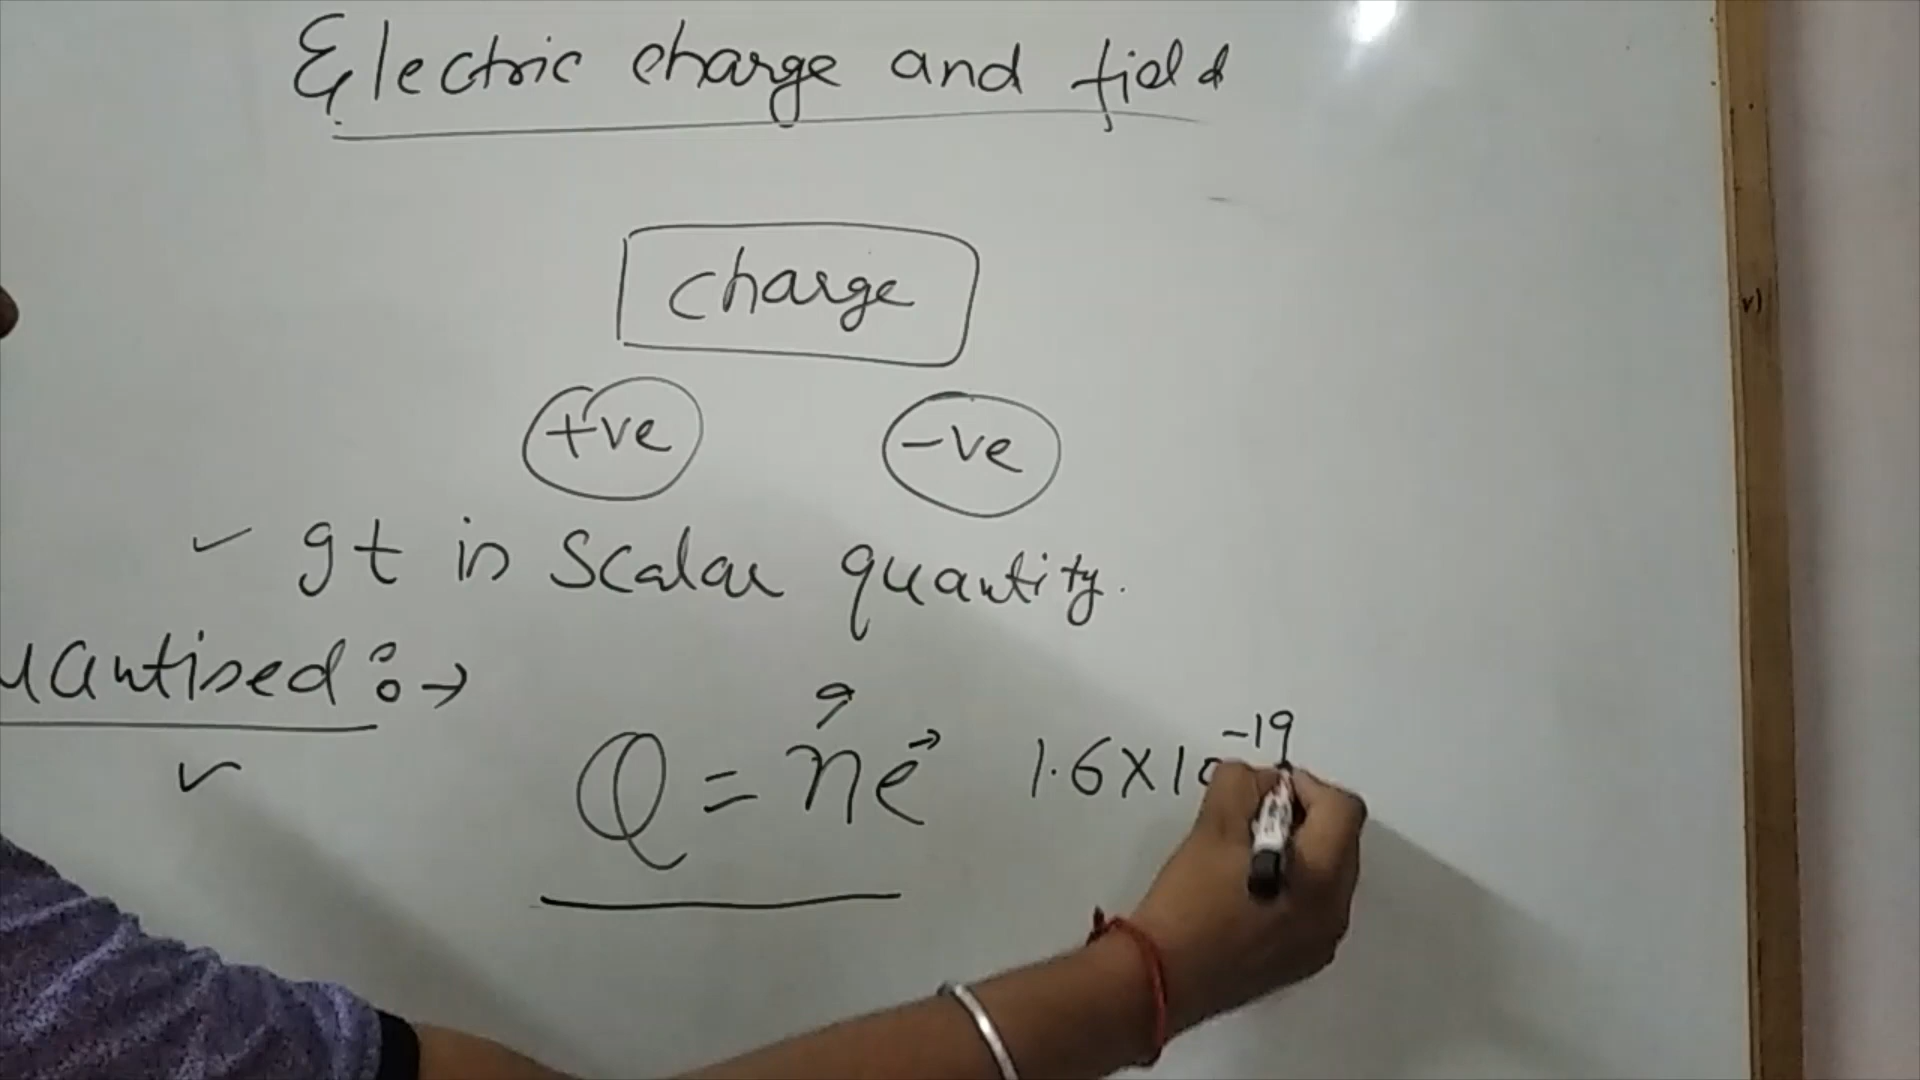 Electric charge and field
charge
+ve -ve
✓ It is Scalar quantity.
uantised :→
✓ Q = ne → 1.6×10-19